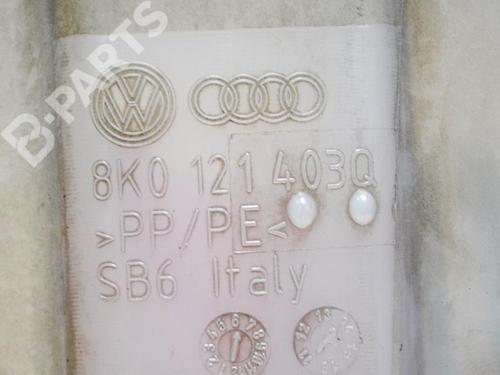 B-PARTS
8K0 121 403Q
>PP/PE<
SB6 Italy